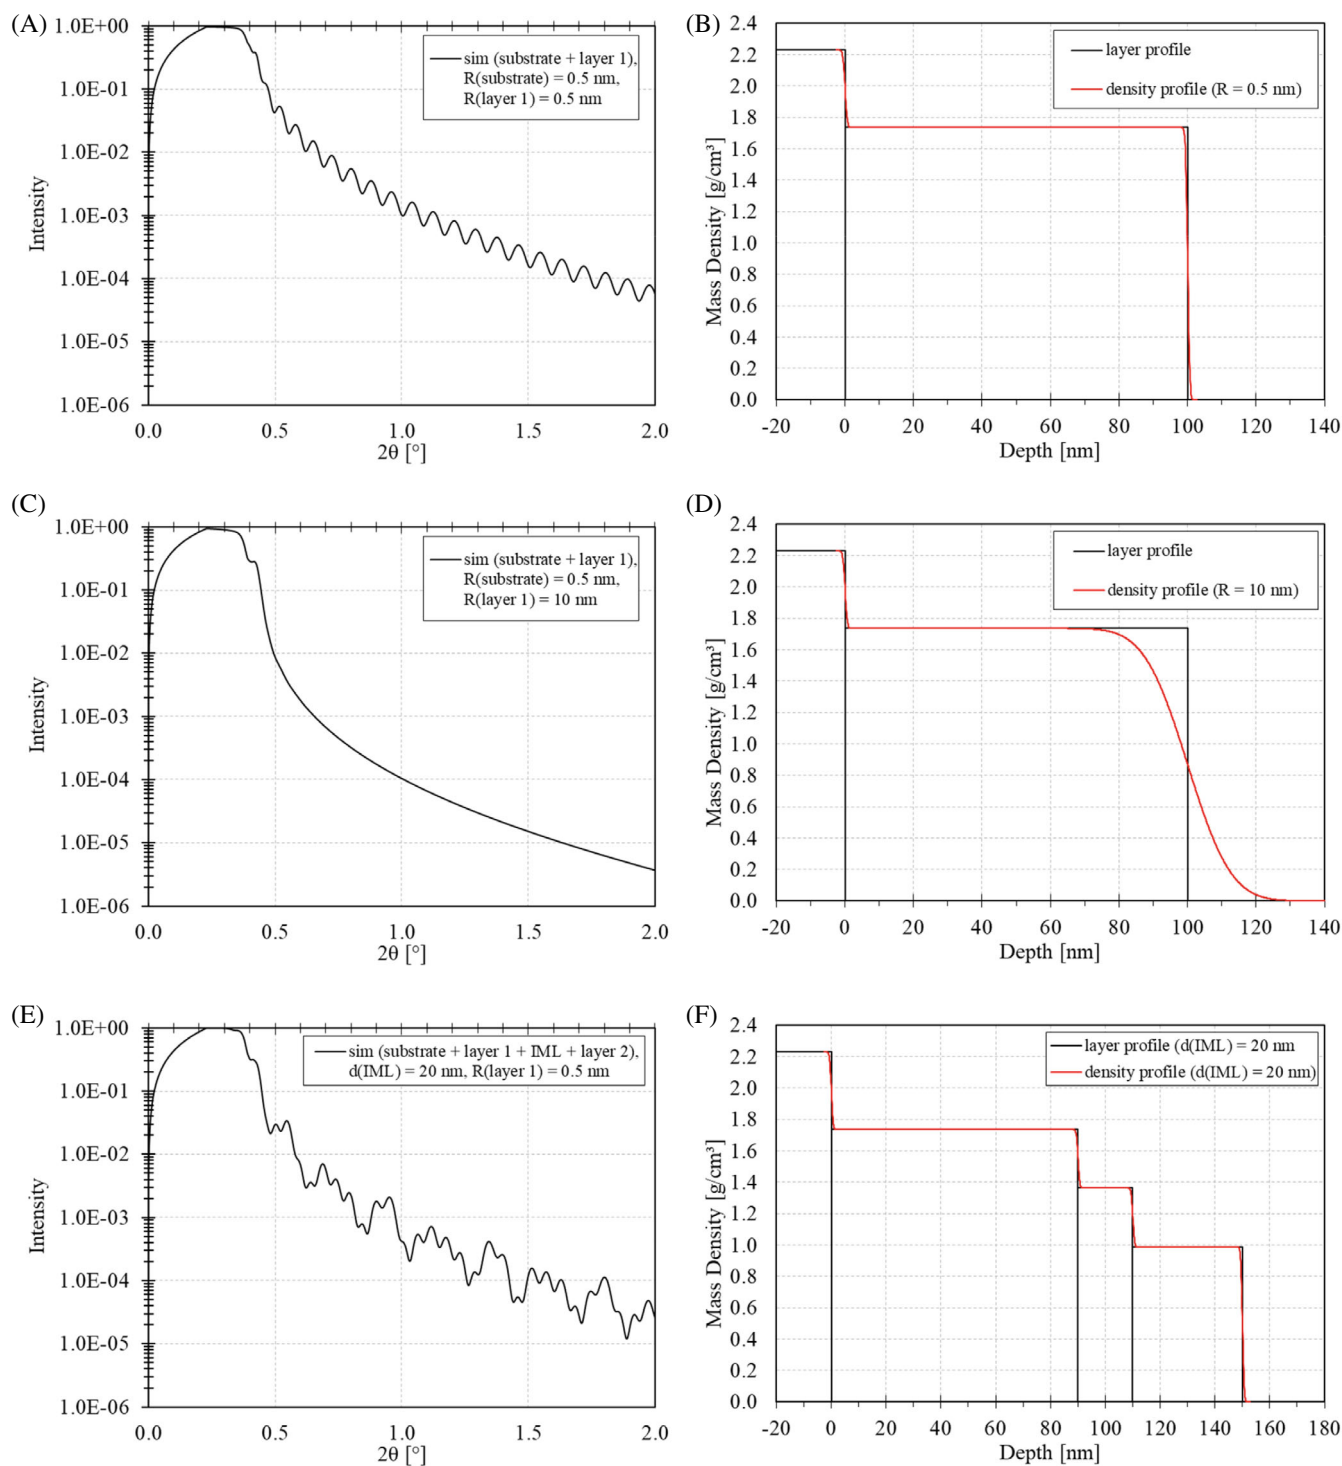 (A)
1.0E+00
1.0E-01
1.0E-02
1.0E-03
1.0E-04
1.0E-05
1.0E-06
Intensity
sim (substrate + layer 1),
R(substrate) = 0.5 nm,
R(layer 1) = 0.5 nm
0.0 0.5 1.0 1.5 2.0
2θ [°]
(B)
2.4
2.2
2.0
1.8
1.6
1.4
1.2
1.0
0.8
0.6
0.4
0.2
0.0
Mass Density [g/cm³]
layer profile
density profile (R = 0.5 nm)
-20 0 20 40 60 80 100 120 140
Depth [nm]
(C)
1.0E+00
1.0E-01
1.0E-02
1.0E-03
1.0E-04
1.0E-05
1.0E-06
Intensity
sim (substrate + layer 1),
R(substrate) = 0.5 nm,
R(layer 1) = 10 nm
0.0 0.5 1.0 1.5 2.0
2θ [°]
(D)
2.4
2.2
2.0
1.8
1.6
1.4
1.2
1.0
0.8
0.6
0.4
0.2
0.0
Mass Density [g/cm³]
layer profile
density profile (R = 10 nm)
-20 0 20 40 60 80 100 120 140
Depth [nm]
(E)
1.0E+00
1.0E-01
1.0E-02
1.0E-03
1.0E-04
1.0E-05
1.0E-06
Intensity
sim (substrate + layer 1 + IML + layer 2),
d(IML) = 20 nm, R(layer 1) = 0.5 nm
0.0 0.5 1.0 1.5 2.0
2θ [°]
(F)
2.4
2.2
2.0
1.8
1.6
1.4
1.2
1.0
0.8
0.6
0.4
0.2
0.0
Mass Density [g/cm³]
layer profile (d(IML) = 20 nm
density profile (d(IML) = 20 nm)
-20 0 20 40 60 80 100 120 140 160 180
Depth [nm]